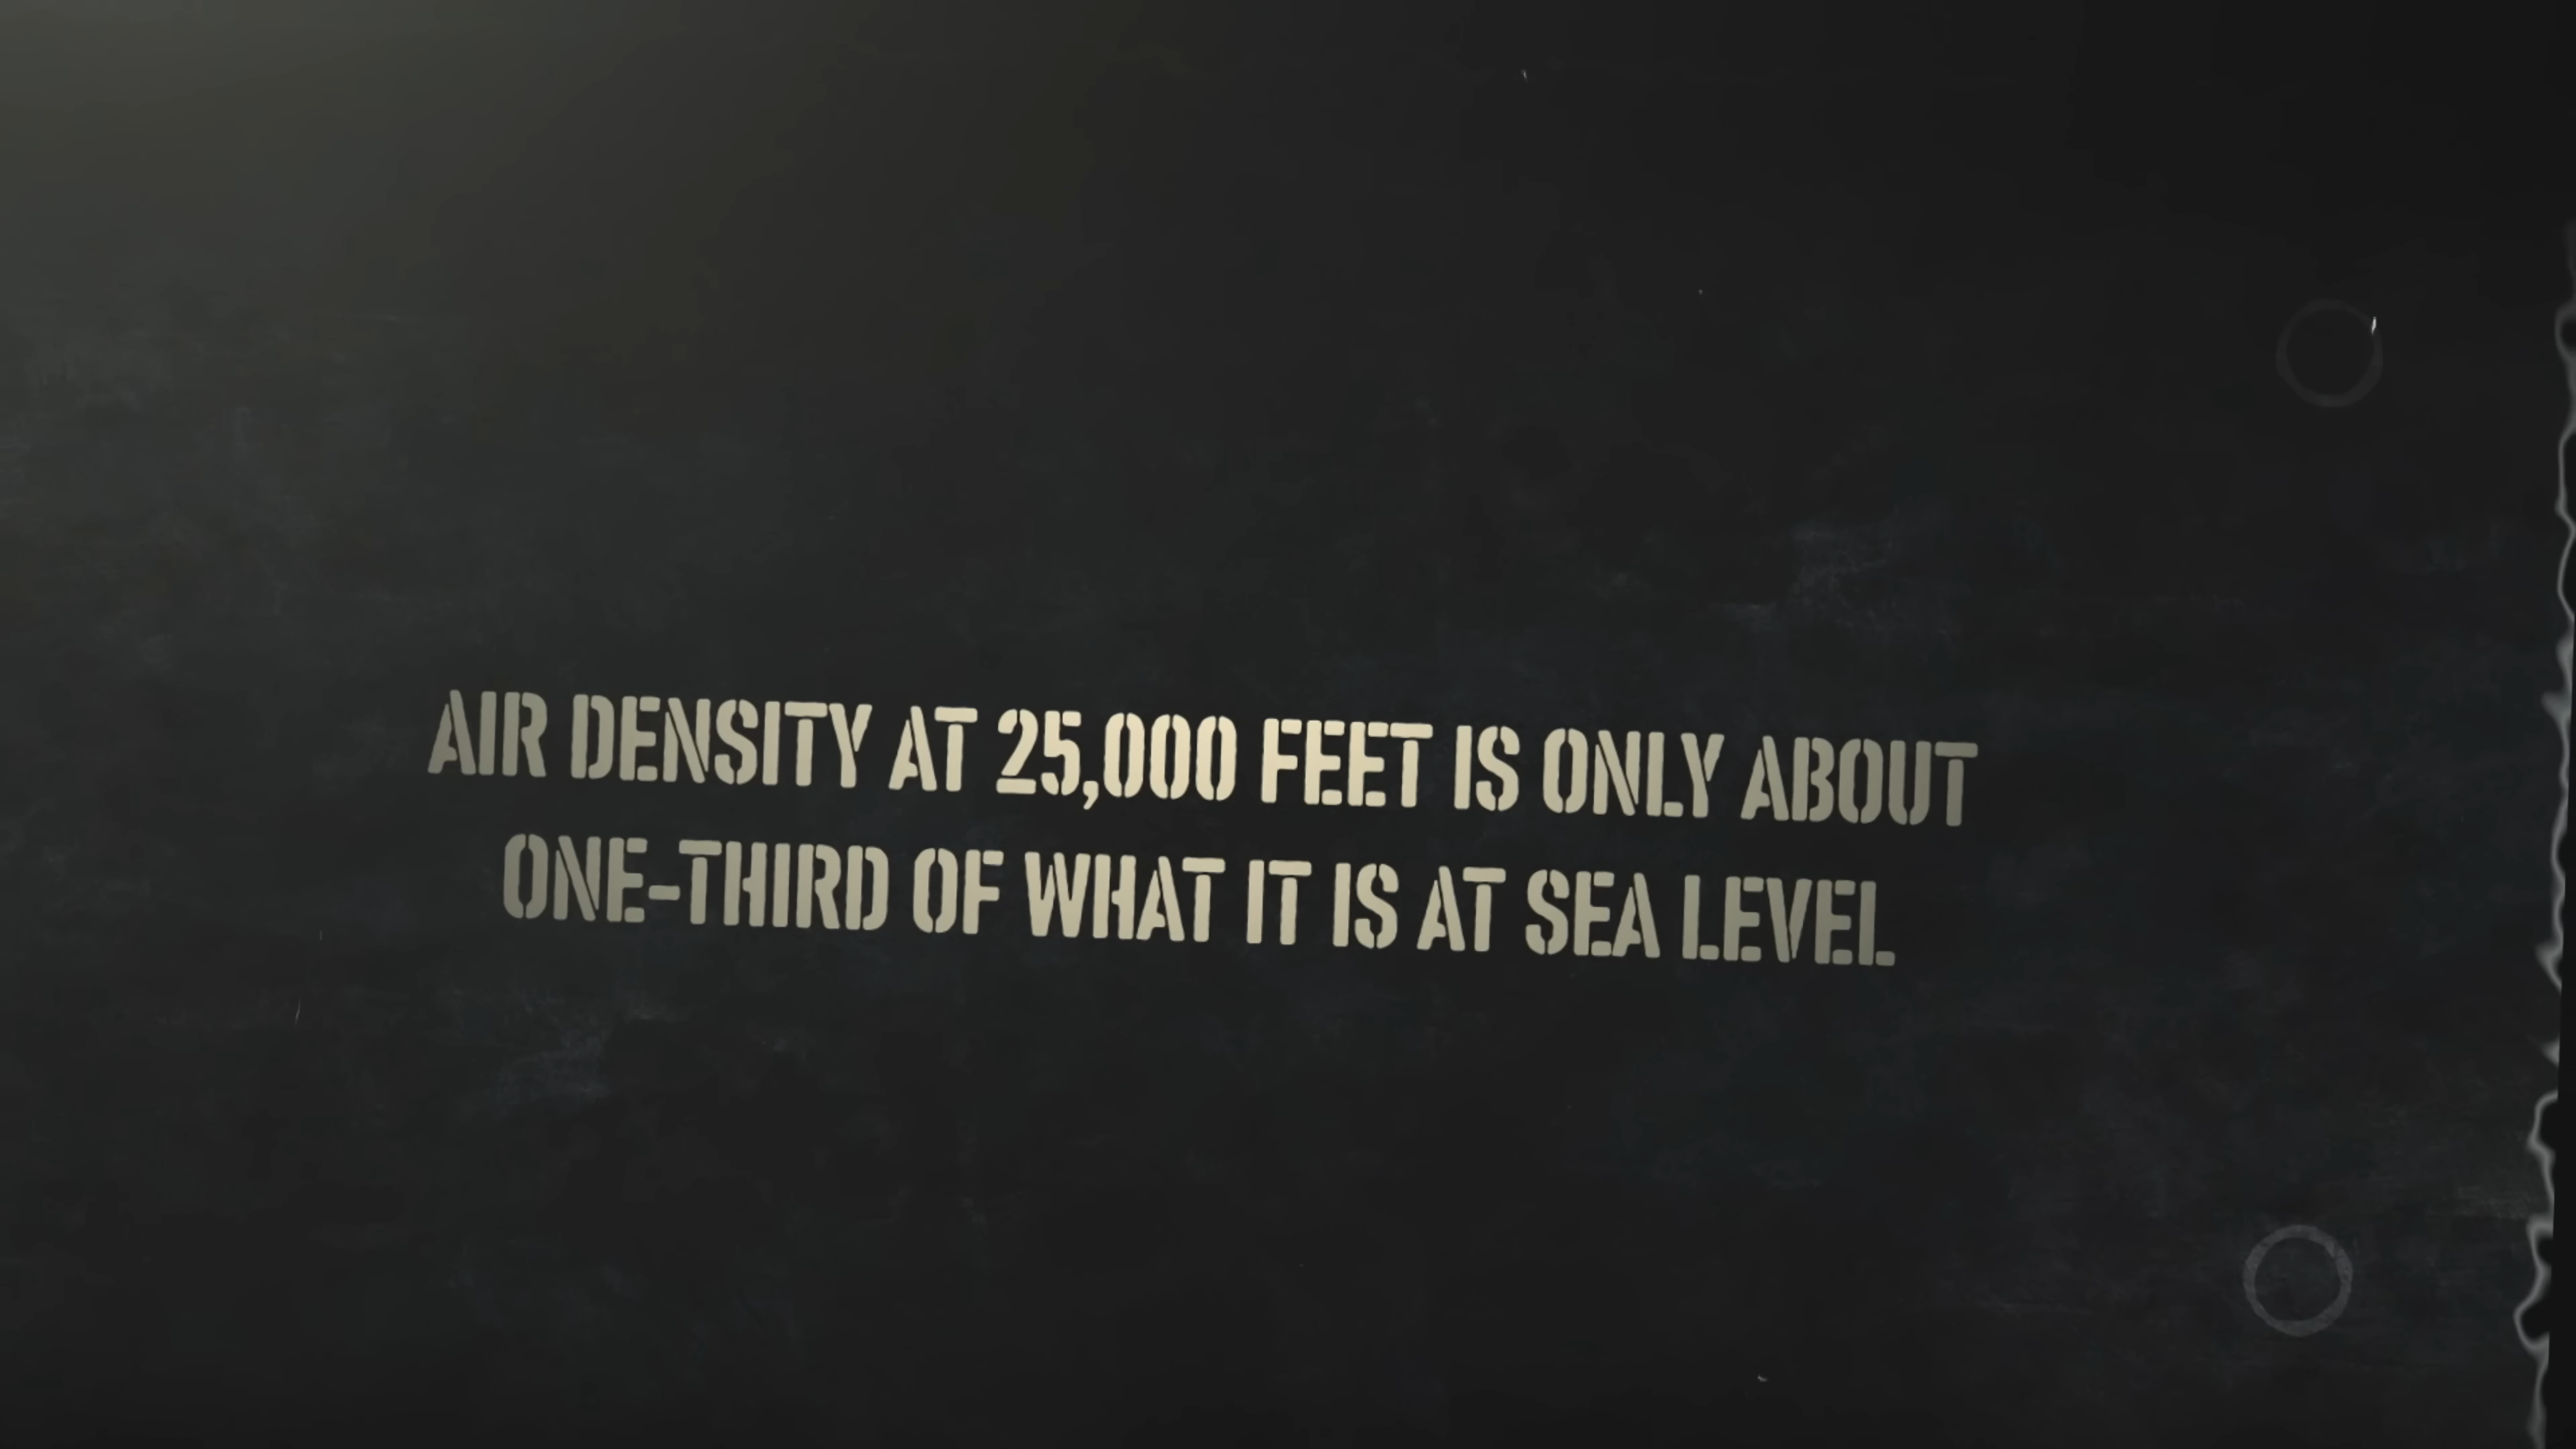 AIR DENSITY AT 25,000 FEET IS ONLY ABOUT
ONE-THIRD OF WHAT IT IS AT SEA LEVEL